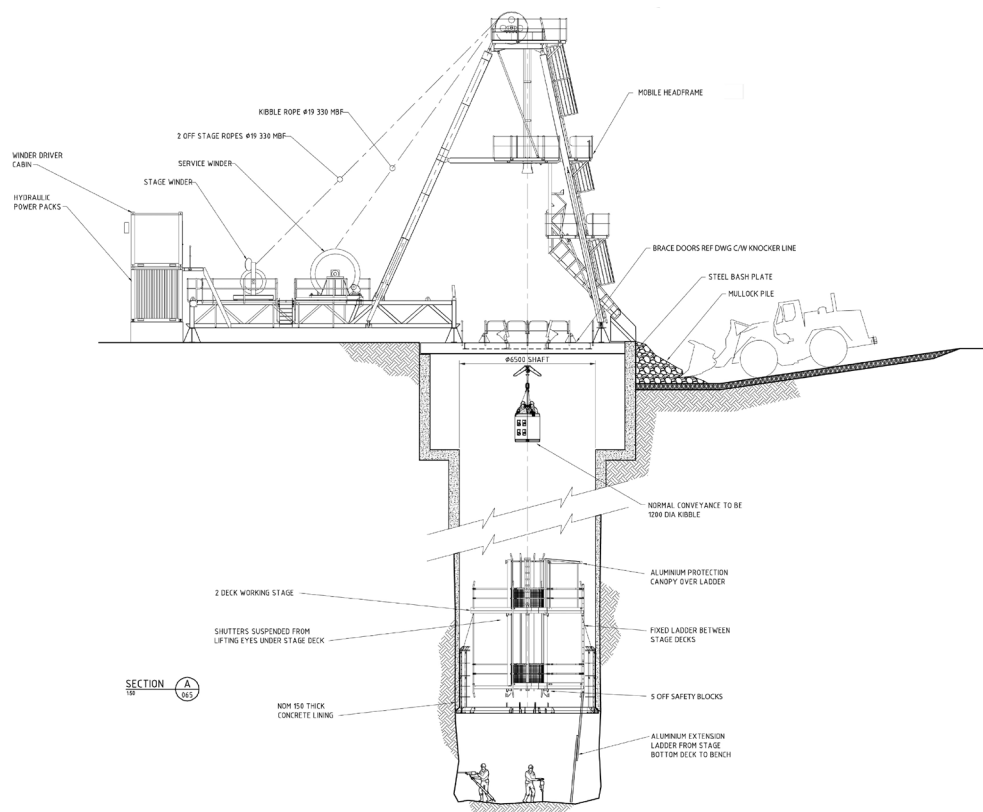 MOBILE HEADFRAME
KIBBLE ROPE Ø19 330 MBF
2 OFF STAGE ROPES Ø19 330 MBF
SERVICE WINDER
STAGE WINDER
WINDER DRIVER
CABIN
HYDRAULIC
POWER PACKS
BRACE DOORS REF DWG C/W KNOCKER LINE
STEEL BASH PLATE
MULLOCK PILE
Ø6500 SHAFT
NORMAL CONVEYANCE TO BE
1200 DIA KIBBLE
ALUMINIUM PROTECTION
CANOPY OVER LADDER
2 DECK WORKING STAGE
SHUTTERS SUSPENDED FROM
LIFTING EYES UNDER STAGE DECK
FIXED LADDER BETWEEN
STAGE DECKS
SECTION
1:50
A
065
NOM 150 THICK
CONCRETE LINING
5 OFF SAFETY BLOCKS
ALUMINIUM EXTENSION
LADDER FROM STAGE
BOTTOM DECK TO BENCH